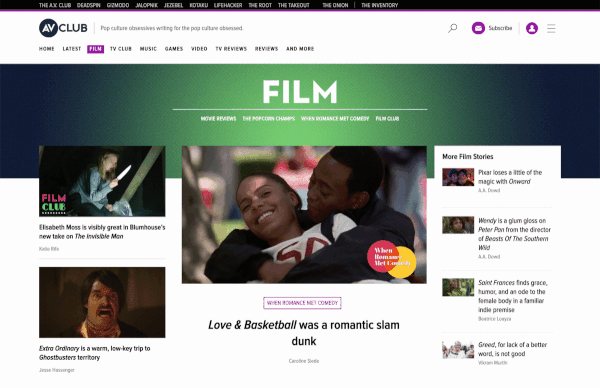 THE A.V. CLUB DEADSPIN GIZMODO JALOPNIK JEZEBEL KOTAKU LIFEHACKER THE ROOT THE TAKEOUT THE ONION | THE INVENTORY
AV CLUB Pop culture obsessives writing for the pop culture obsessed. Subscribe
HOME LATEST FILM TV CLUB MUSIC GAMES VIDEO TV REVIEWS REVIEWS AND MORE
FILM
MOVIE REVIEWS THE POPCORN CHAMPS WHEN ROMANCE MET COMEDY FILM CLUB
FILM
CLUB
Elisabeth Moss is visibly great in Blumhouse's
new take on The Invisible Man
Katie Rife
Extra Ordinary is a warm, low-key trip to
Ghostbusters territory
Jesse Hassenger
When
Romance
Met Comedy
WHEN ROMANCE MET COMEDY
Love & Basketball was a romantic slam
dunk
Caroline Siede
More Film Stories
Pixar loses a little of the
magic with Onward
A.A. Dowd
Wendy is a glum gloss on
Peter Pan from the director
of Beasts Of The Southern
Wild
A.A. Dowd
Saint Frances finds grace,
humor, and an ode to the
female body in a familiar
indie premise
Beatrice Loayza
Greed, for lack of a better
word, is not good
Vikram Murthi